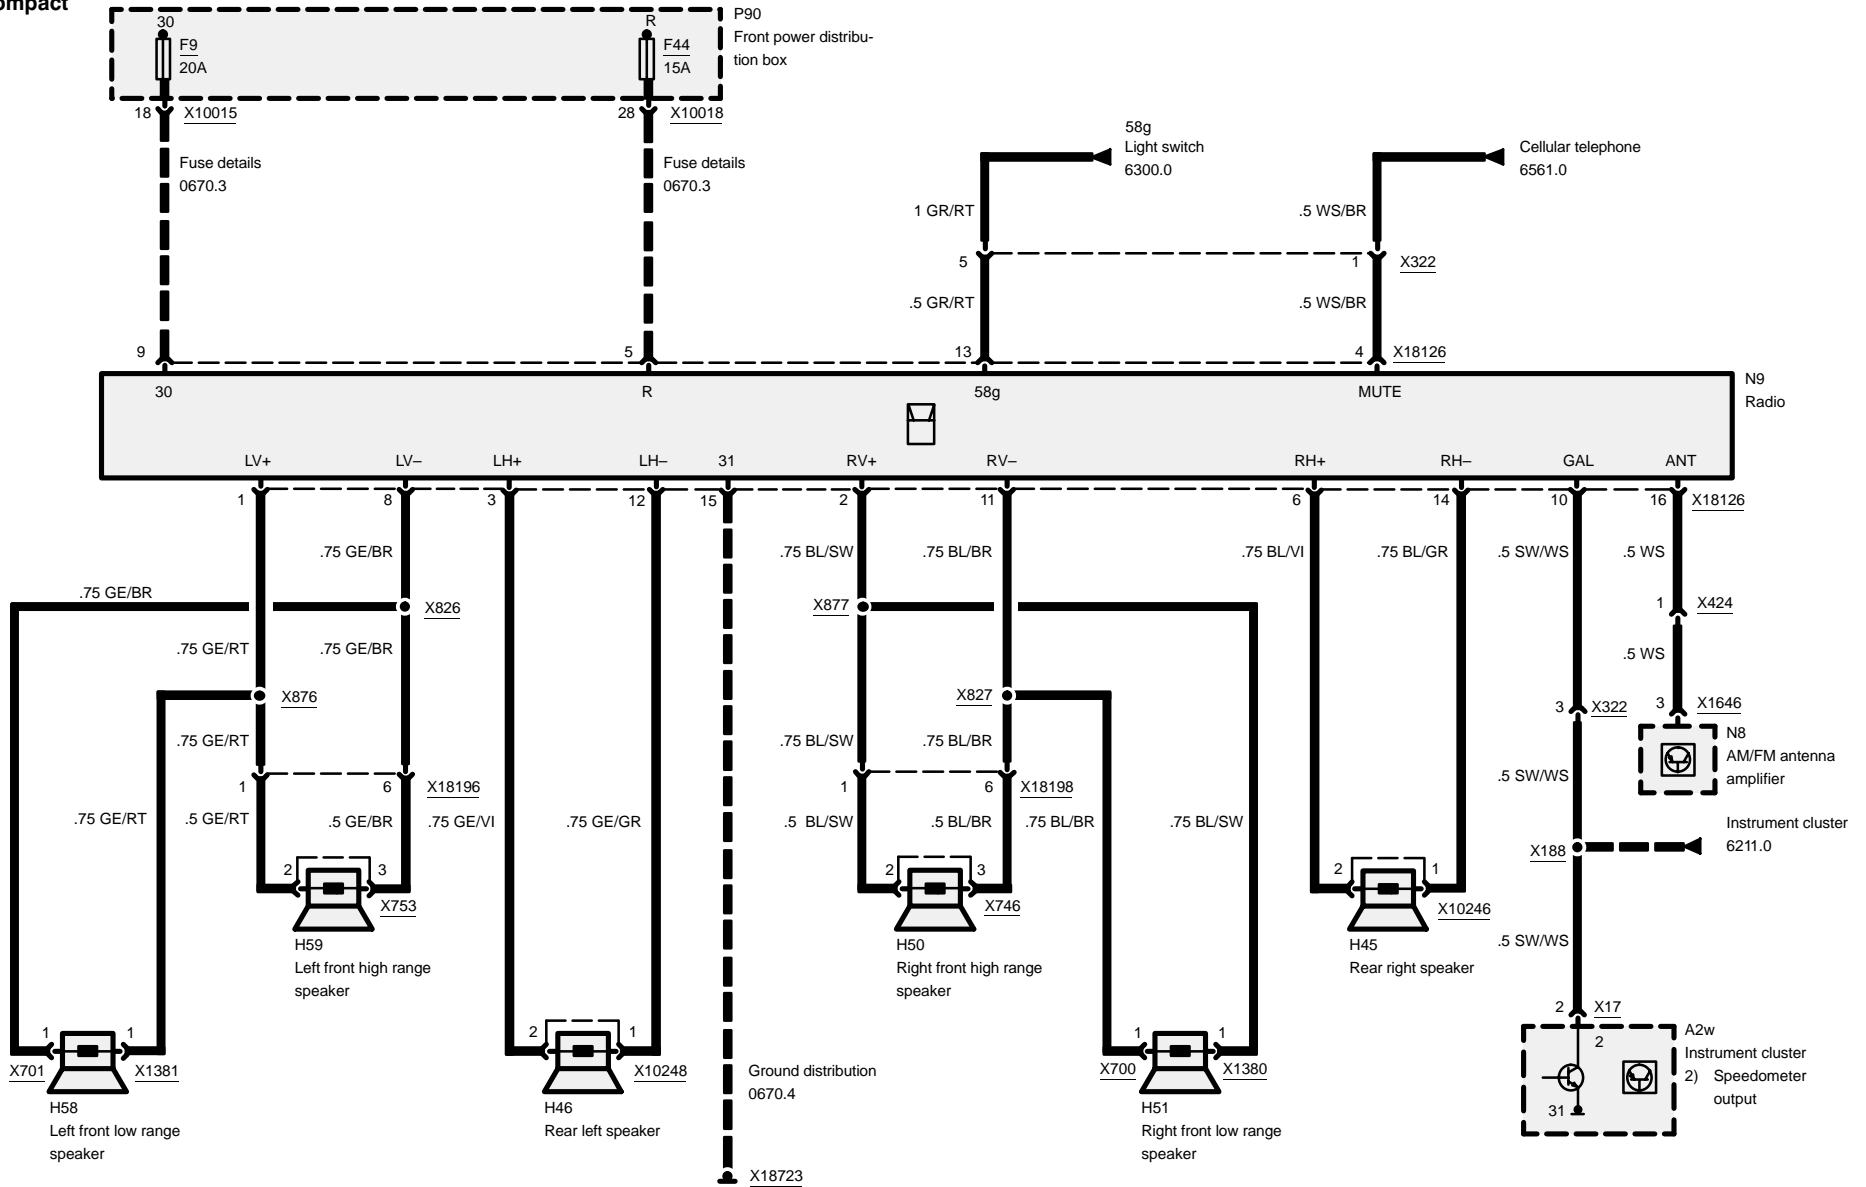 ompact
30
R
P90
Front power distribu-
tion box
F9
20A
F44
15A
18
X10015
28
X10018
Fuse details
0670.3
Fuse details
0670.3
58g
Light switch
6300.0
Cellular telephone
6561.0
1 GR/RT
.5 WS/BR
5
1
X322
.5 GR/RT
.5 WS/BR
9
5
13
4
X18126
30
R
58g
MUTE
N9
Radio
LV+
LV–
LH+
LH–
31
RV+
RV–
RH+
RH–
GAL
ANT
1
8
3
12
15
2
11
6
14
10
16
X18126
.75 GE/BR
.75 BL/SW
.75 BL/BR
.75 BL/VI
.75 BL/GR
.5 SW/WS
.5 WS
.75 GE/BR
X826
X877
1
X424
.75 GE/RT
.75 GE/BR
.5 WS
X876
X827
3
X322
3
X1646
.75 GE/RT
.75 BL/SW
.75 BL/BR
N8
AM/FM antenna
amplifier
1
6
X18196
1
6
X18198
.5 SW/WS
.75 GE/RT
.5 GE/RT
.5 GE/BR
.75 GE/VI
.75 GE/GR
.5 BL/SW
.5 BL/BR
.75 BL/BR
.75 BL/SW
Instrument cluster
6211.0
X188
2
3
X753
2
3
X746
2
1
X10246
H59
Left front high range
speaker
H50
Right front high range
speaker
H45
Rear right speaker
.5 SW/WS
2
X17
1
1
X701
X1381
2
1
X10248
Ground distribution
0670.4
1
1
X700
X1380
2
31
A2w
Instrument cluster
2) Speedometer
output
H58
Left front low range
speaker
H46
Rear left speaker
H51
Right front low range
speaker
X18723